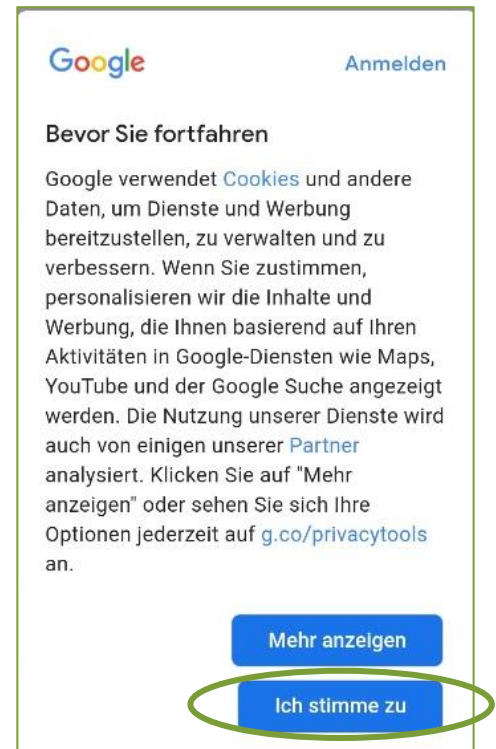 Google Anmelden
Bevor Sie fortfahren
Google verwendet Cookies und andere
Daten, um Dienste und Werbung
bereitzustellen, zu verwalten und zu
verbessern. Wenn Sie zustimmen,
personalisieren wir die Inhalte und
Werbung, die Ihnen basierend auf Ihren
Aktivitäten in Google-Diensten wie Maps,
YouTube und der Google Suche angezeigt
werden. Die Nutzung unserer Dienste wird
auch von einigen unserer Partner
analysiert. Klicken Sie auf "Mehr
anzeigen" oder sehen Sie sich Ihre
Optionen jederzeit auf g.co/privacytools
an.
Mehr anzeigen
Ich stimme zu